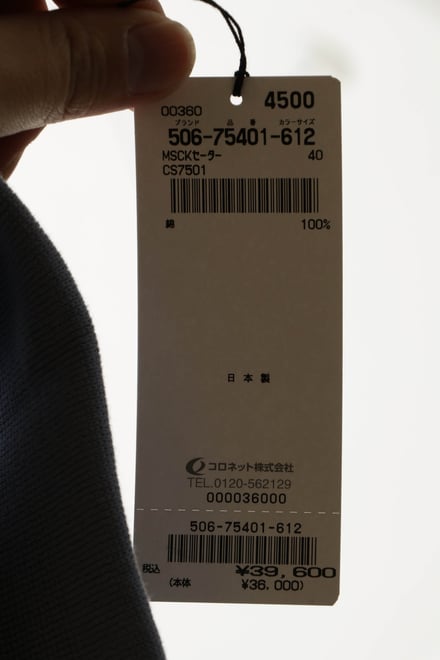 00360 4500
ブランド 品 番 カラーサイズ
506-75401-612
MSCKセーター 40
CS7501
綿 100%
日本製
コロネット株式会社
TEL.0120-562129
000036000
506-75401-612
税込 ¥39,600
(本体 ¥36,000)